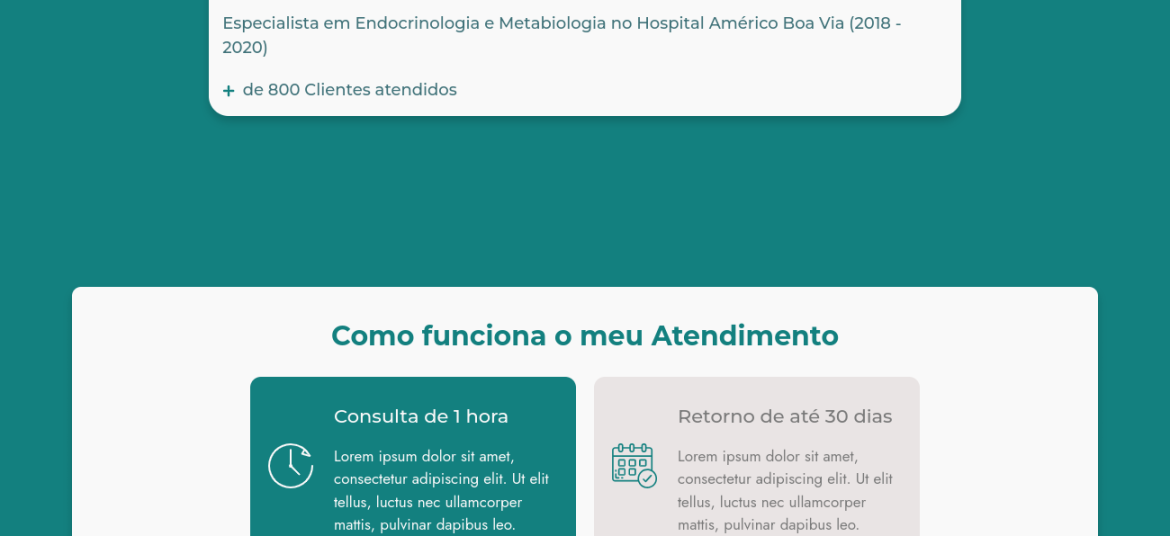 Especialista em Endocrinologia e Metabiologia no Hospital Américo Boa Via (2018 -
2020)
+ de 800 Clientes atendidos
Como funciona o meu Atendimento
Consulta de 1 hora
Lorem ipsum dolor sit amet,
consectetur adipiscing elit. Ut elit
tellus, luctus nec ullamcorper
mattis, pulvinar dapibus leo.
Retorno de até 30 dias
Lorem ipsum dolor sit amet,
consectetur adipiscing elit. Ut elit
tellus, luctus nec ullamcorper
mattis, pulvinar dapibus leo.